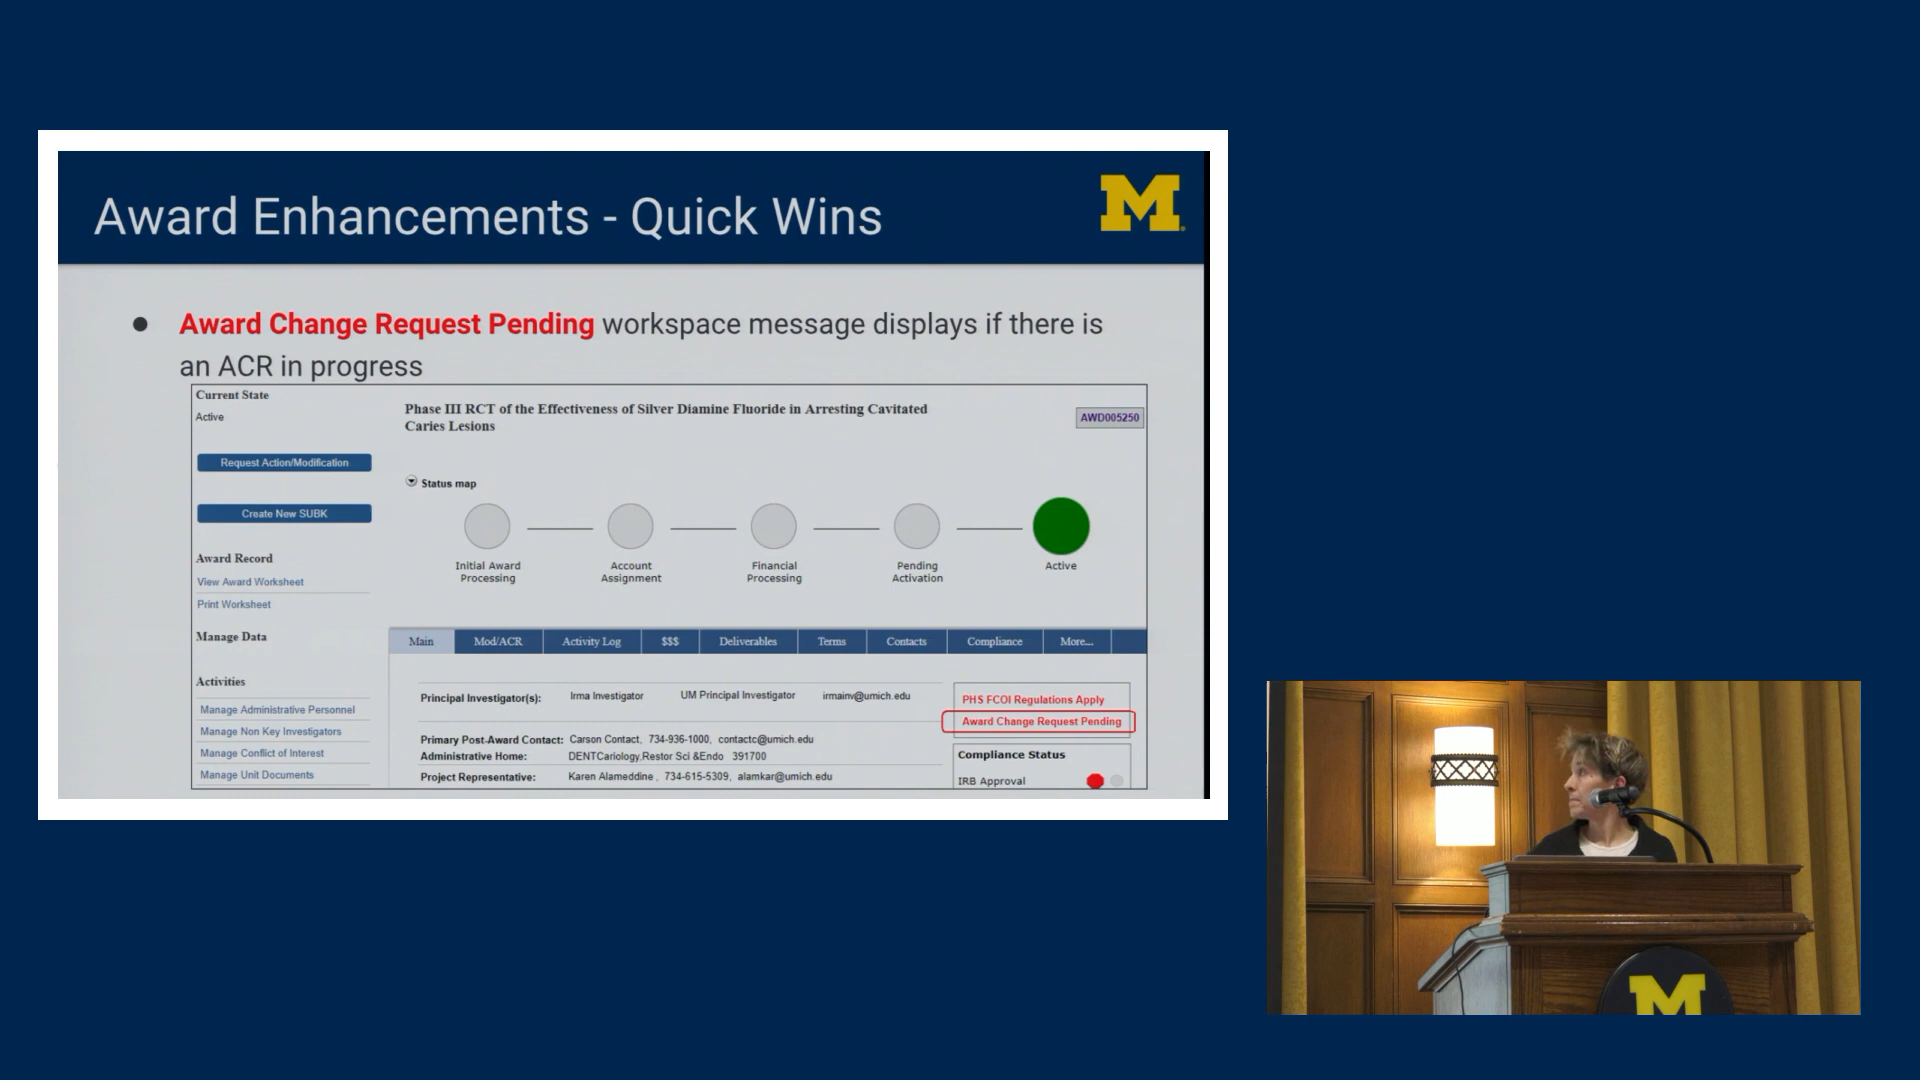 Award Enhancements - Quick Wins
M
● Award Change Request Pending workspace message displays if there is
an ACR in progress
Current State
Active
Request Action/Modification
Create New SUBK
Award Record
View Award Worksheet
Print Worksheet
Manage Data
Activities
Manage Administrative Personnel
Manage Non Key Investigators
Manage Conflict of Interest
Manage Unit Documents
Phase III RCT of the Effectiveness of Silver Diamine Fluoride in Arresting Cavitated
Caries Lesions
AWD005250
Status map
Initial Award
Processing
Account
Assignment
Financial
Processing
Pending
Activation
Active
Main Mod/ACR Activity Log $$$ Deliverables Terms Contacts Compliance More...
Principal Investigator(s): Irma Investigator UM Principal Investigator irmainv@umich.edu
Primary Post-Award Contact: Carson Contact, 734-936-1000, contactc@umich.edu
Administrative Home: DENTCariology,Restor Sci &Endo 391700
Project Representative: Karen Alameddine , 734-615-5309, alamkar@umich.edu
PHS FCOI Regulations Apply
Award Change Request Pending
Compliance Status
IRB Approval
M